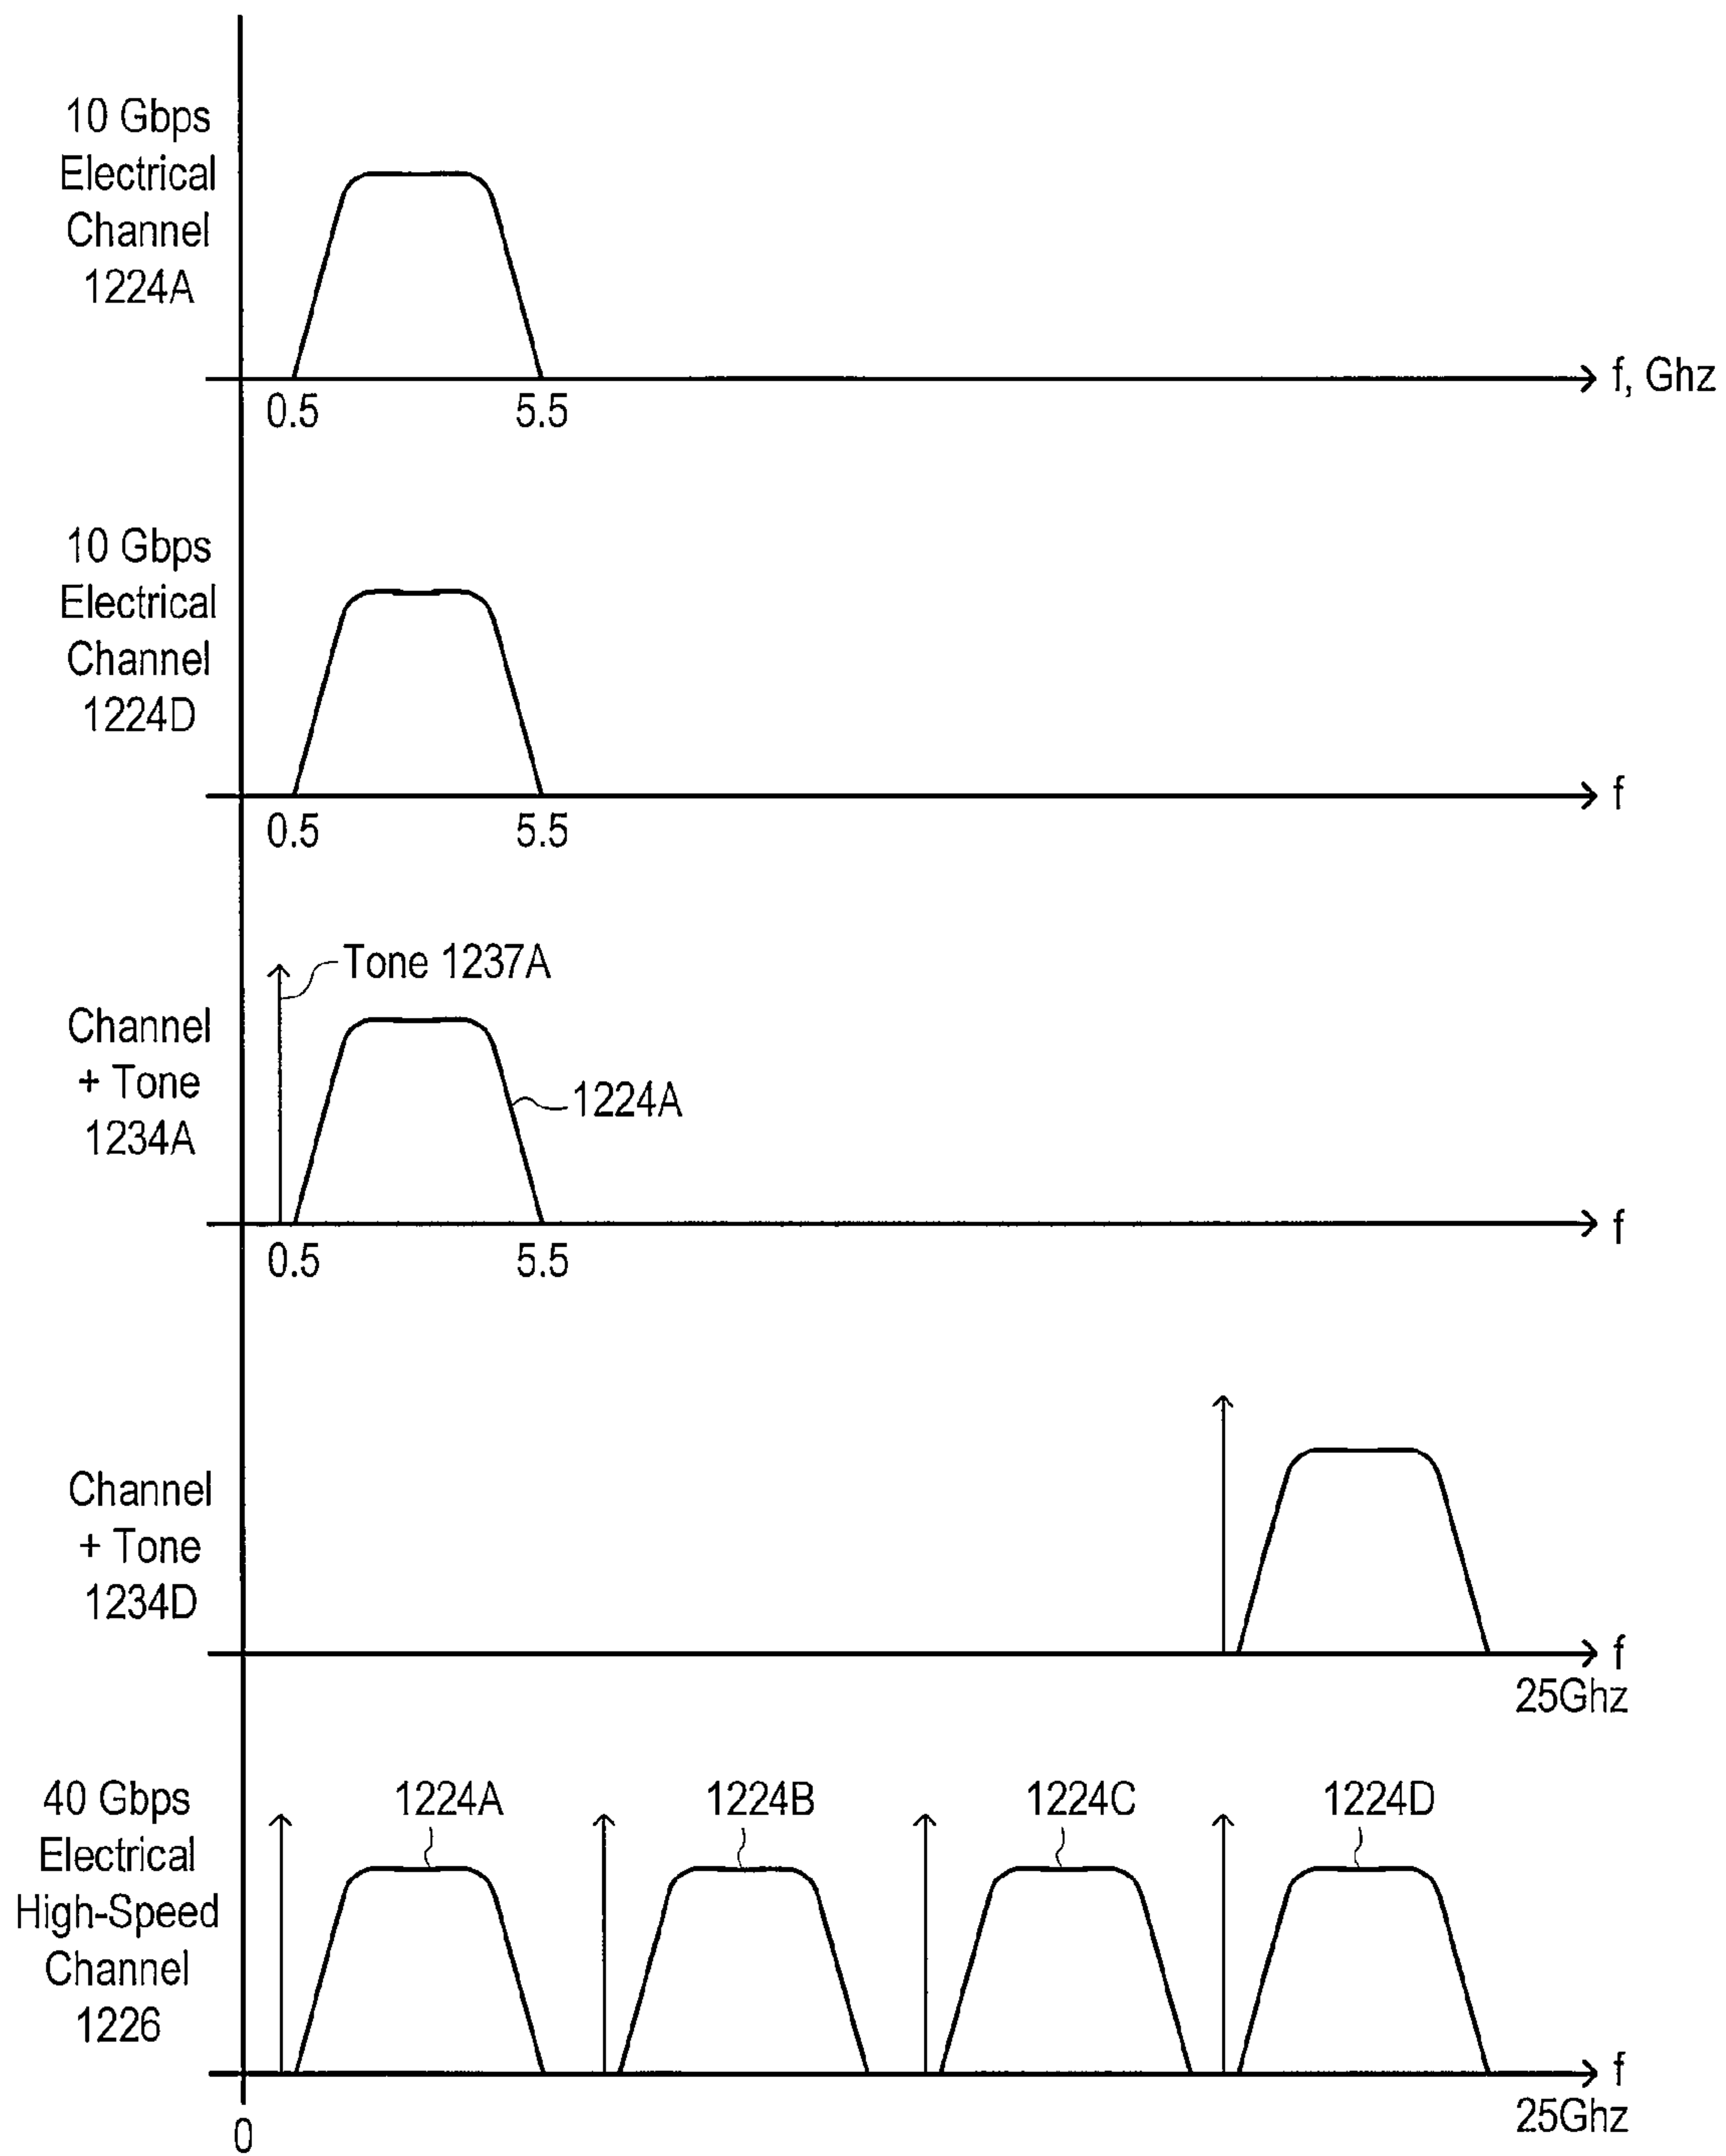 10 Gbps
Electrical
Channel
1224A
0.5
5.5
f, Ghz
10 Gbps
Electrical
Channel
1224D
0.5
5.5
f
Tone 1237A
Channel
+ Tone
1234A
1224A
0.5
5.5
f
Channel
+ Tone
1234D
f
25Ghz
40 Gbps
Electrical
High-Speed
Channel
1226
1224A
1224B
1224C
1224D
f
25Ghz
0